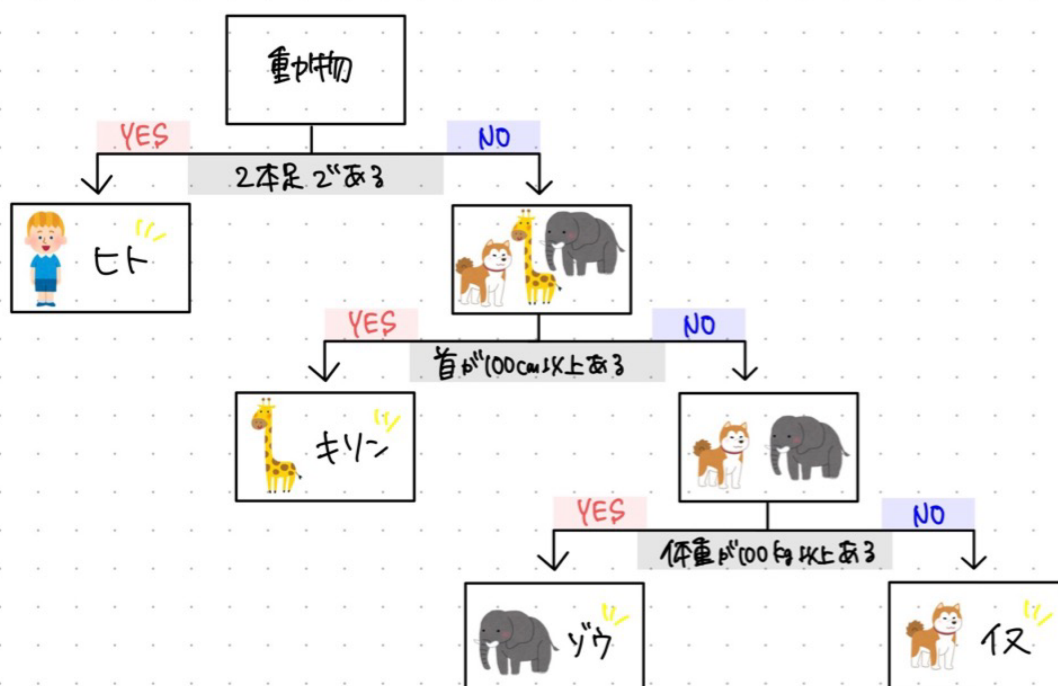 動物
YES
NO
2本足である
ヒト
YES
NO
首が100cm以上ある
キリン
YES
NO
体重が100kg以上ある
ゾウ
イヌ